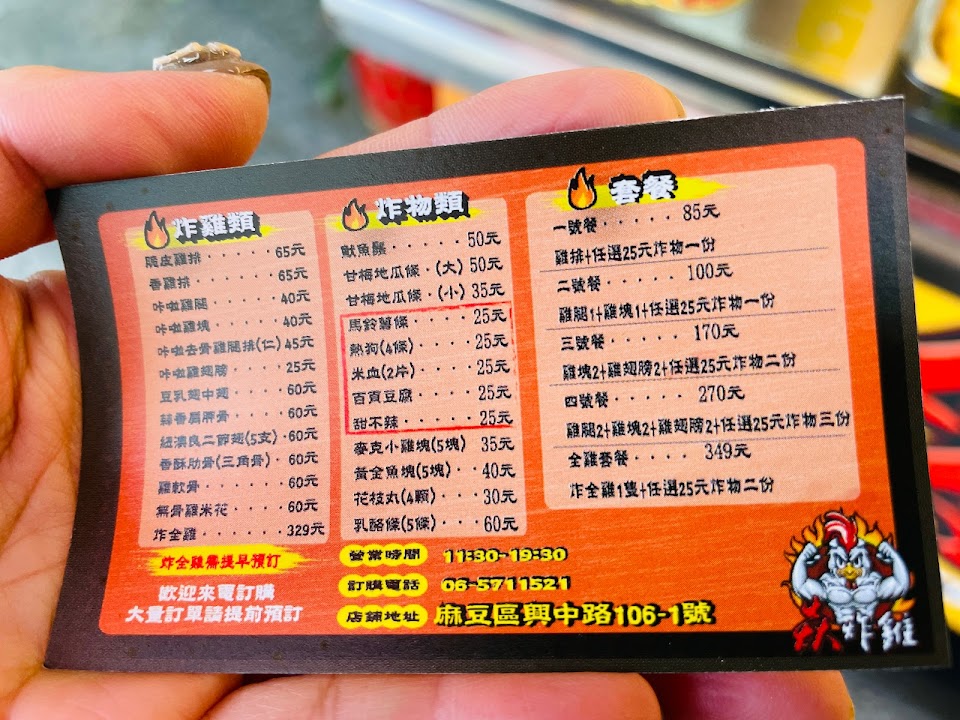 炸雞類
脆皮雞排·····65元
香雞排······65元
咔啦雞腿·····40元
咔啦雞塊·····40元
咔啦去骨雞腿排(仁)45元
咔啦雞翅膀····25元
豆乳翅中翅····60元
蒜香肩胛骨····60元
紐澳良二節翅(5支)·60元
香酥肋骨(三角骨)·60元
雞軟骨······60元
無骨雞米花····60元
炸全雞······329元
炸全雞需提早預訂
歡迎來電訂購
大量訂單請提前預訂
炸物類
魷魚鬚······50元
甘梅地瓜條·(大)50元
甘梅地瓜條·(小)35元
馬鈴薯條·····25元
熱狗(4條)····25元
米血(2片)····25元
百頁豆腐·····25元
甜不辣······25元
麥克小雞塊(5塊) 35元
黃金魚塊(5塊)··40元
花枝丸(4顆)···30元
乳酪條(5條)···60元
套餐
一號餐·····85元
雞排+任選25元炸物一份
二號餐·····100元
雞腿1+雞塊1+任選25元炸物一份
三號餐·····170元
雞塊2+雞翅膀2+任選25元炸物二份
四號餐·····270元
雞腿2+雞塊2+雞翅膀2+任選25元炸物三份
全雞套餐····349元
炸全雞1隻+任選25元炸物二份
營業時間 11:30-19:30
訂購電話 06-5711521
店鋪地址 麻豆區興中路106-1號
炸雞